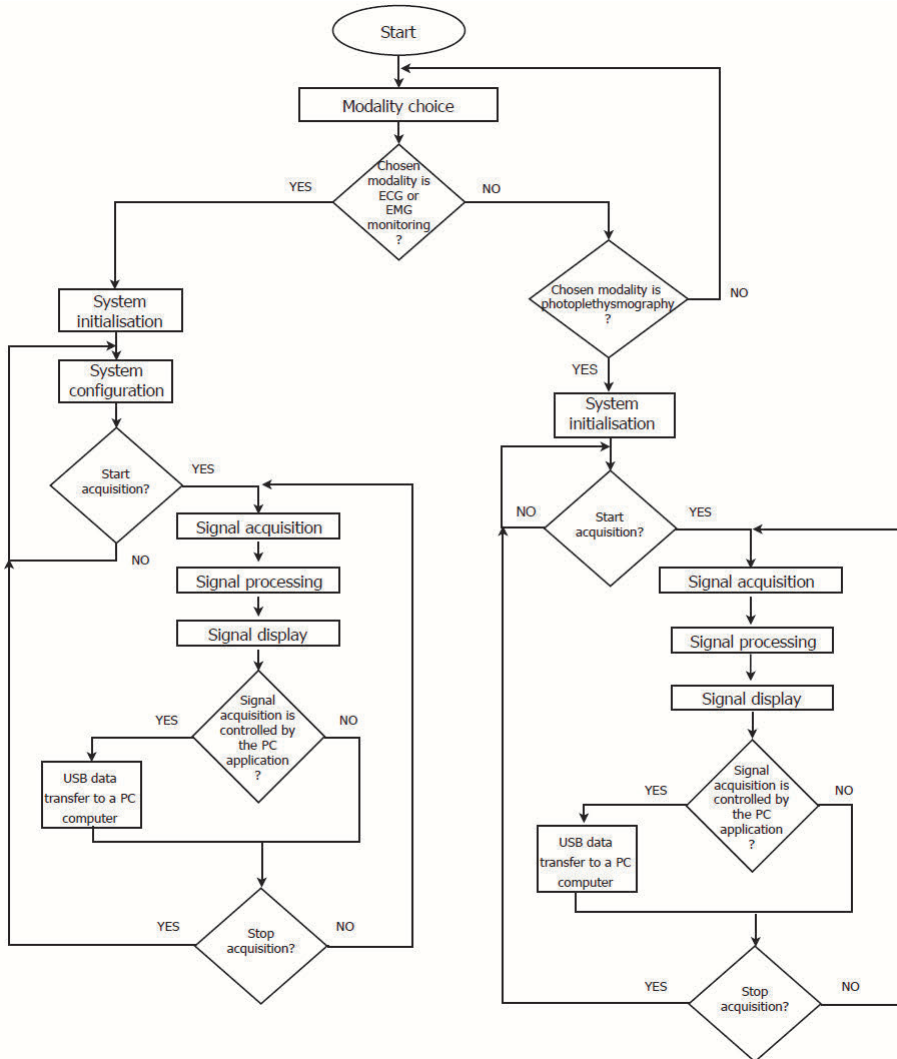 Start
Modality choice
Chosen
modality is
ECG or
EMG
monitoring
?
YES
NO
Chosen modality is
photoplethysmography
?
NO
YES
System
initialisation
System
configuration
Start
acquisition?
YES
NO
Signal acquisition
Signal processing
Signal display
Signal
acquisition is
controlled by
the PC
application
?
YES
NO
USB data
transfer to a PC
computer
Stop
acquisition?
YES
NO
System
initialisation
Start
acquisition?
NO
YES
Signal acquisition
Signal processing
Signal display
Signal
acquisition is
controlled by
the PC
application
?
YES
NO
USB data
transfer to a PC
computer
Stop
acquisition?
YES
NO